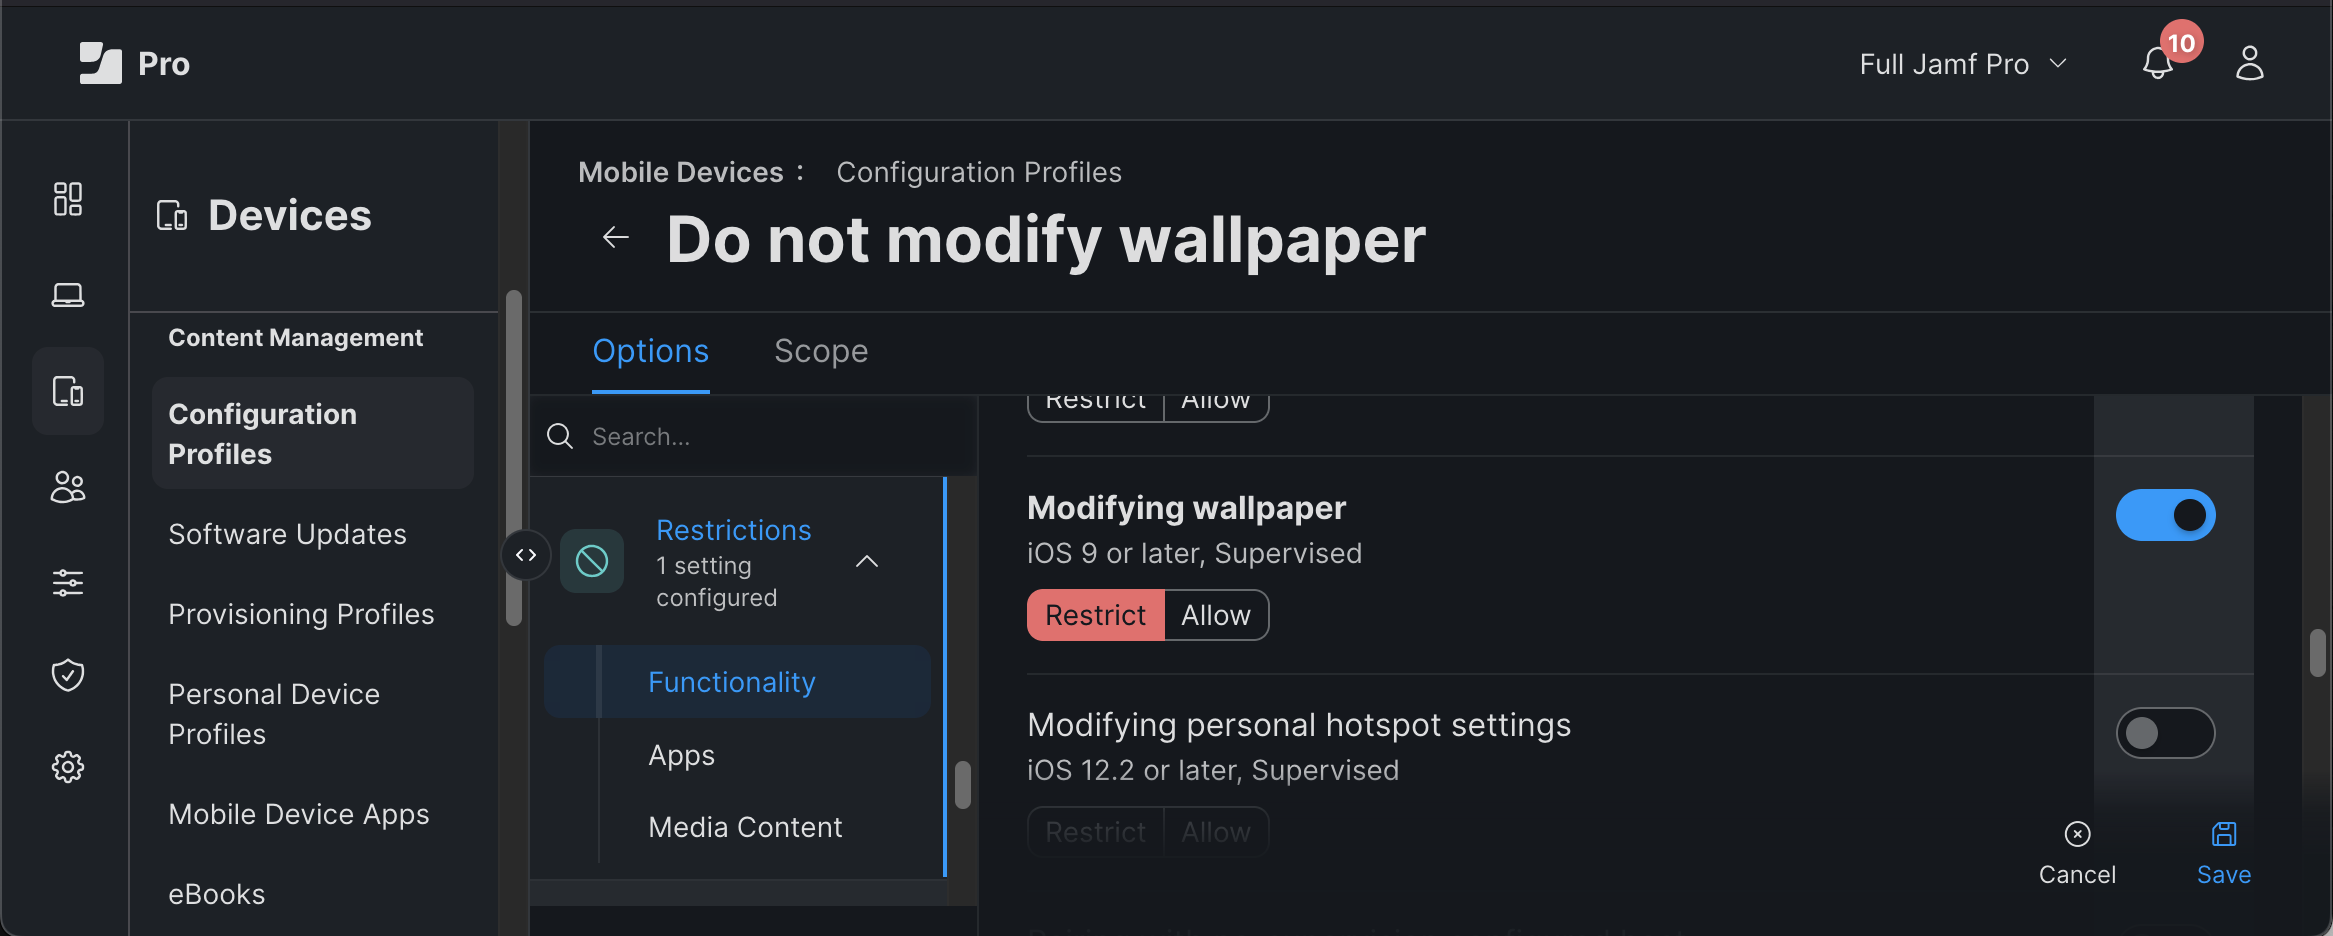 Pro
Full Jamf Pro
10
Devices
Content Management
Configuration
Profiles
Software Updates
Provisioning Profiles
Personal Device
Profiles
Mobile Device Apps
eBooks
Mobile Devices : Configuration Profiles
Do not modify wallpaper
Options
Scope
Search...
Restrictions
1 setting
configured
Functionality
Apps
Media Content
Restrict Allow
Modifying wallpaper
iOS 9 or later, Supervised
Restrict Allow
Modifying personal hotspot settings
iOS 12.2 or later, Supervised
Restrict Allow
Cancel
Save